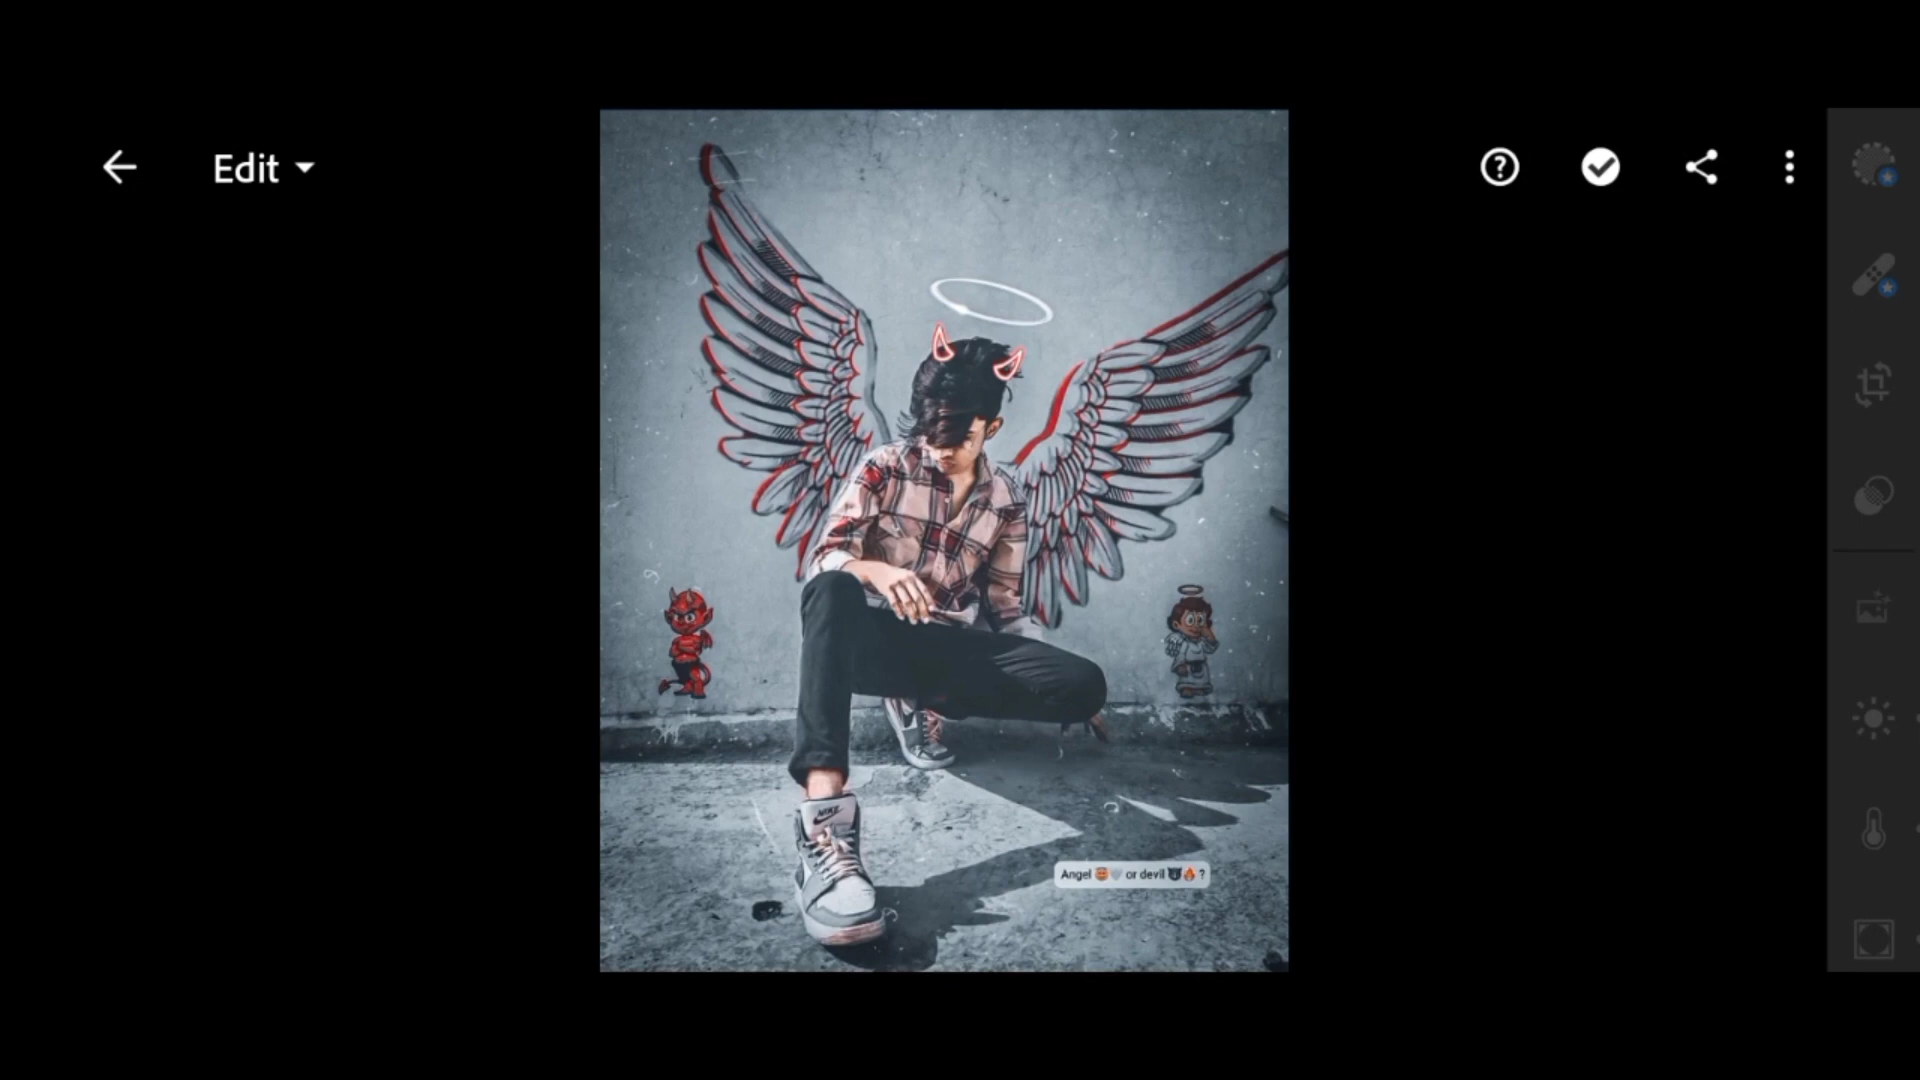 Edit
NIKE
Angel 😇🤍 or devil 😈🔥 ?